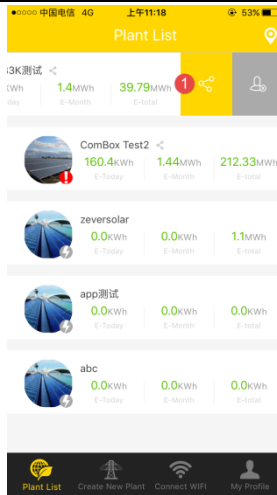 中国电信 4G 上午11:18 53%
Plant List
3K测试
KWh 1.4MWh 39.79MWh 1
day E-Month E-total
ComBox Test2
160.4KWh 1.44MWh 212.33MWh
E-Today E-Month E-total
zeversolar
0.0KWh 0.0KWh 1.1MWh
E-Today E-Month E-total
app测试
0.0KWh 0.0KWh 0.0KWh
E-Today E-Month E-total
abc
0.0KWh 0.0KWh 0.0KWh
E-Today E-Month E-total
Plant List Create New Plant Connect WIFI My Profile